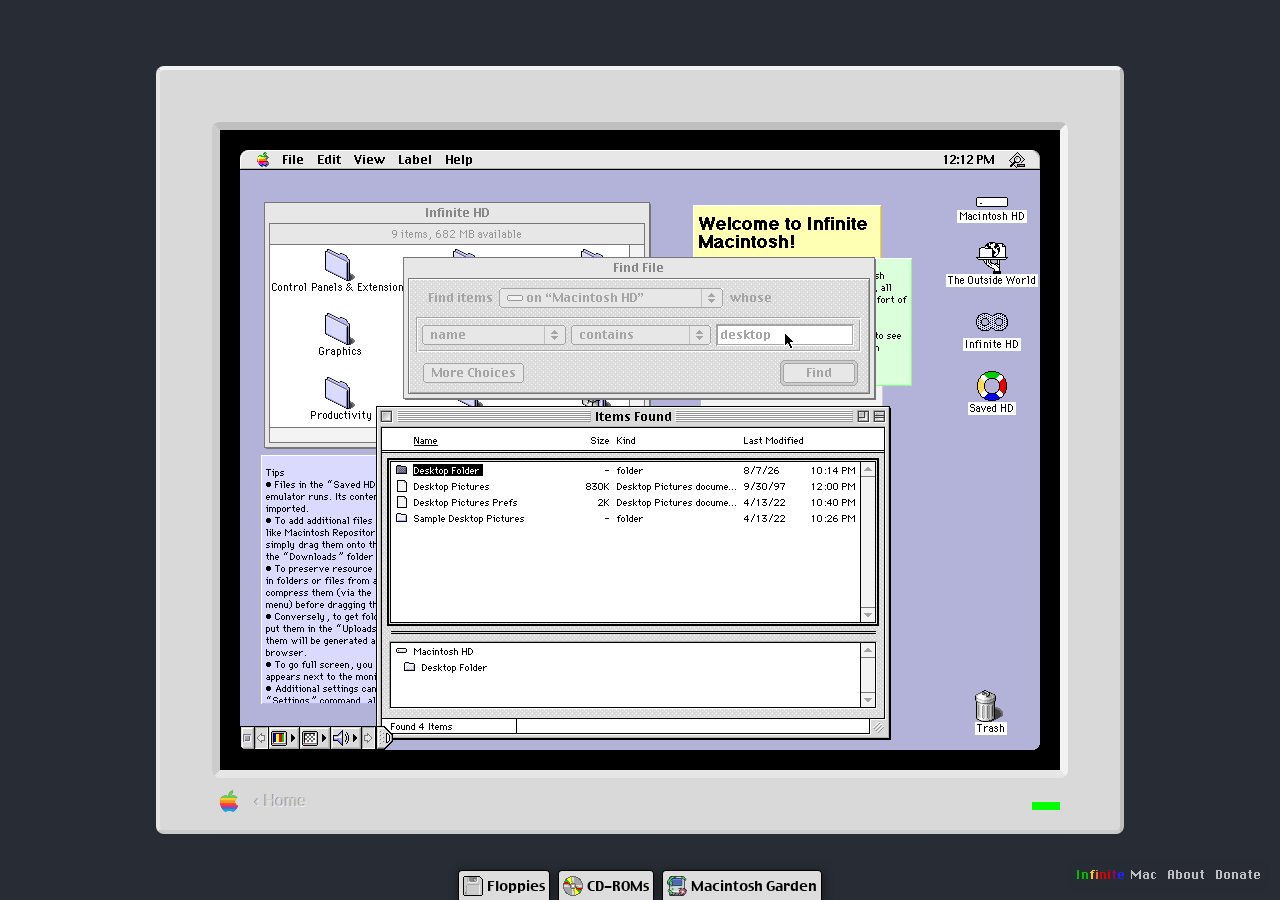 File Edit View Label Help 12:12 PM
Infinite HD
9 items, 682 MB available
Control Panels & Extension
Graphics
Productivity
Welcome to Infinite
Macintosh!
sh
, all
fort of
to see
n
Find File
Find items on “Macintosh HD” whose
name contains desktop
More Choices Find
Macintosh HD
The Outside World
Infinite HD
Saved HD
Trash
Items Found
Name Size Kind Last Modified
Desktop Folder – folder 8/7/26 10:14 PM
Desktop Pictures 830K Desktop Pictures docume... 9/30/97 12:00 PM
Desktop Pictures Prefs 2K Desktop Pictures docume... 4/13/22 10:40 PM
Sample Desktop Pictures – folder 4/13/22 10:26 PM
Macintosh HD
Desktop Folder
Found 4 Items
Tips
● Files in the “Saved HD
emulator runs. Its conten
imported.
● To add additional files
like Macintosh Repositor
simply drag them onto th
the “Downloads” folder
● To preserve resource
in folders or files from a
compress them (via the
menu) before dragging th
● Conversely, to get fold
put them in the “Uploads
them will be generated a
browser.
● To go full screen, you
appears next to the moni
● Additional settings can
“Settings” command, al
‹ Home
Floppies CD-ROMs Macintosh Garden
Infinite Mac About Donate